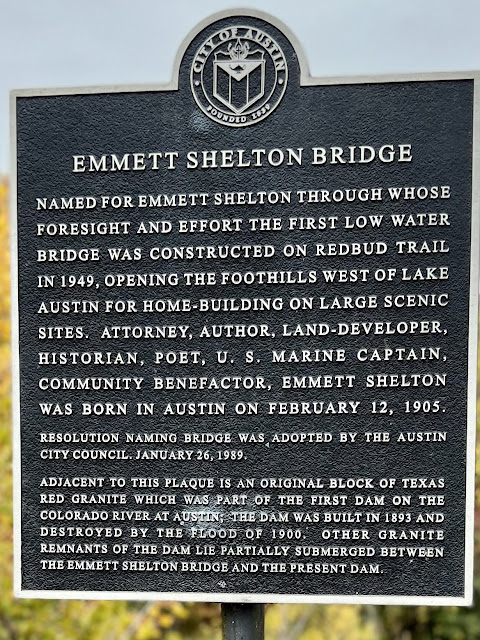 CITY OF AUSTIN
FOUNDED 1839
EMMETT SHELTON BRIDGE
NAMED FOR EMMETT SHELTON THROUGH WHOSE
FORESIGHT AND EFFORT THE FIRST LOW WATER
BRIDGE WAS CONSTRUCTED ON REDBUD TRAIL
IN 1949, OPENING THE FOOTHILLS WEST OF LAKE
AUSTIN FOR HOME-BUILDING ON LARGE SCENIC
SITES. ATTORNEY, AUTHOR, LAND-DEVELOPER,
HISTORIAN, POET, U. S. MARINE CAPTAIN,
COMMUNITY BENEFACTOR, EMMETT SHELTON
WAS BORN IN AUSTIN ON FEBRUARY 12, 1905.
RESOLUTION NAMING BRIDGE WAS ADOPTED BY THE AUSTIN
CITY COUNCIL. JANUARY 26, 1989.
ADJACENT TO THIS PLAQUE IS AN ORIGINAL BLOCK OF TEXAS
RED GRANITE WHICH WAS PART OF THE FIRST DAM ON THE
COLORADO RIVER AT AUSTIN; THE DAM WAS BUILT IN 1893 AND
DESTROYED BY THE FLOOD OF 1900. OTHER GRANITE
REMNANTS OF THE DAM LIE PARTIALLY SUBMERGED BETWEEN
THE EMMETT SHELTON BRIDGE AND THE PRESENT DAM.